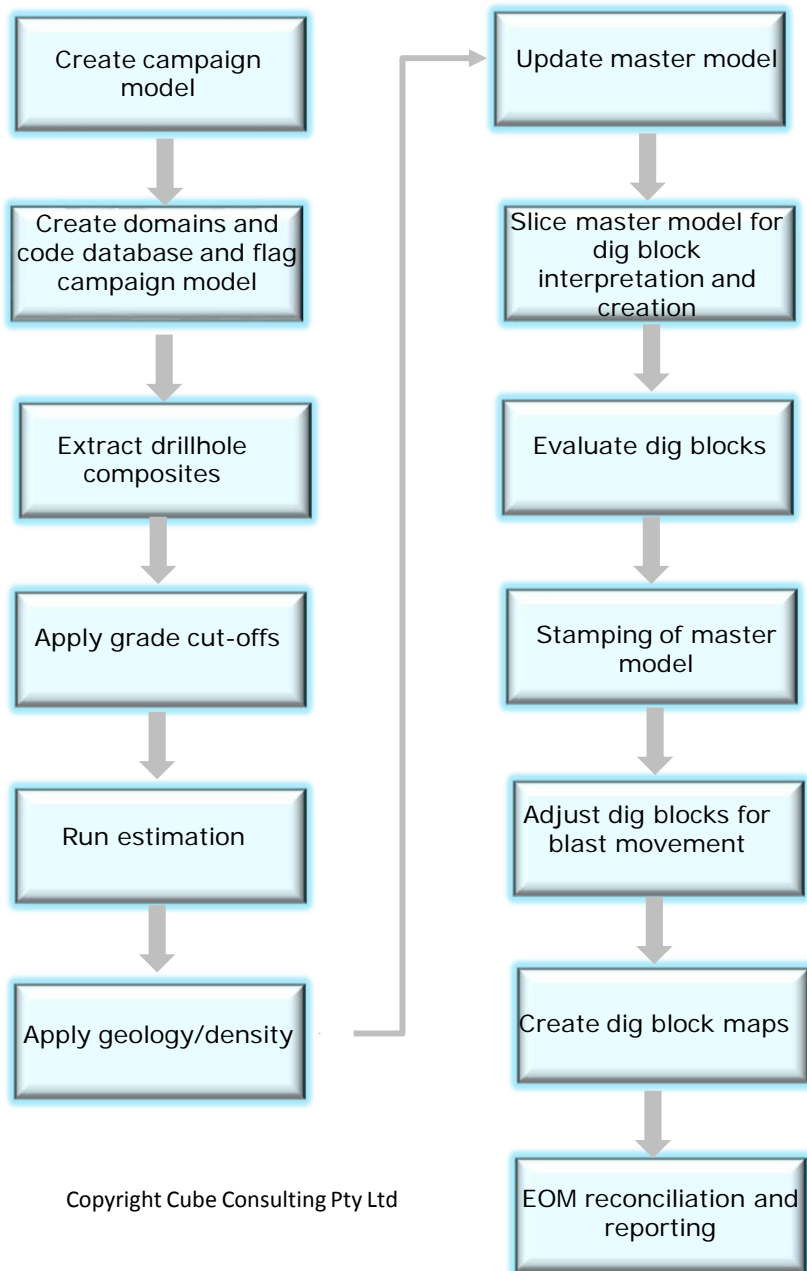 Create campaign
model
Create domains and
code database and flag
campaign model
Extract drillhole
composites
Apply grade cut-offs
Run estimation
Apply geology/density
Update master model
Slice master model for
dig block
interpretation and
creation
Evaluate dig blocks
Stamping of master
model
Adjust dig blocks for
blast movement
Create dig block maps
EOM reconciliation and
reporting
Copyright Cube Consulting Pty Ltd